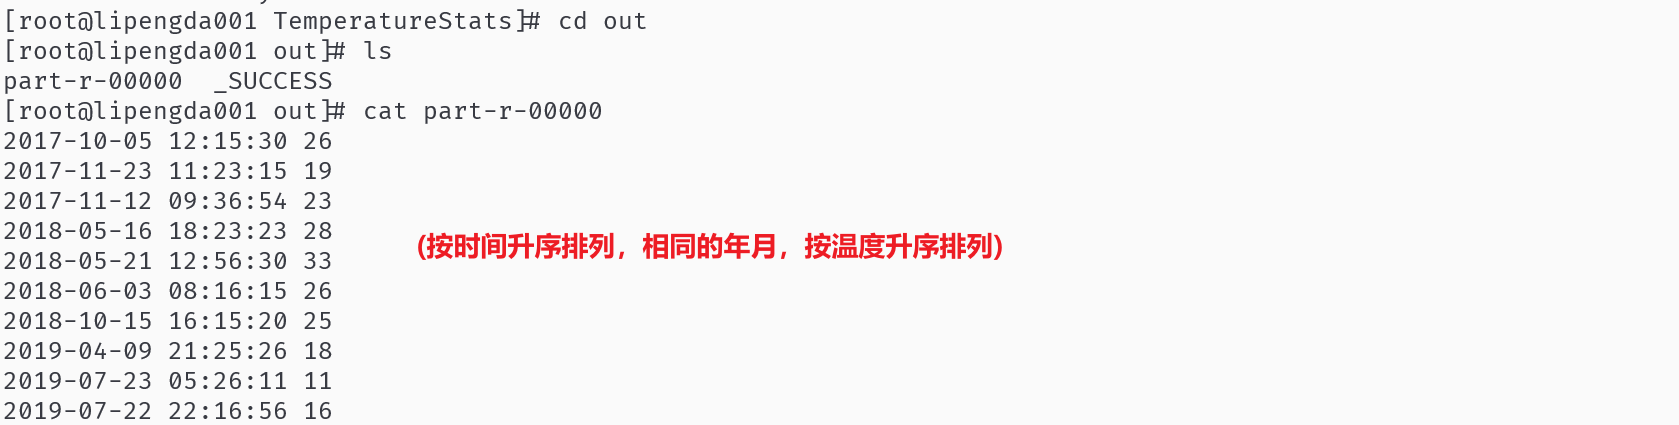 [root@lipengda001 TemperatureStats]# cd out
[root@lipengda001 out]# ls
part-r-00000  _SUCCESS
[root@lipengda001 out]# cat part-r-00000
2017-10-05 12:15:30 26
2017-11-23 11:23:15 19
2017-11-12 09:36:54 23
2018-05-16 18:23:23 28
(按时间升序排列，相同的年月，按温度升序排列)
2018-05-21 12:56:30 33
2018-06-03 08:16:15 26
2018-10-15 16:15:20 25
2019-04-09 21:25:26 18
2019-07-23 05:26:11 11
2019-07-22 22:16:56 16